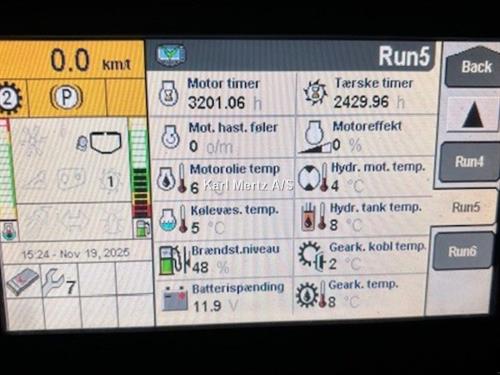 0.0 km/t
Run5
Back
2
P
Motor timer
3201.06 h
Tærske timer
2429.96 h
Mot. hast. føler
0 o/m
Motoreffekt
0 %
Run4
Motorolie temp
6 °C
Hydr. mot. temp.
4 °C
Karl Mertz A/S
1
Kølevæs. temp.
5 °C
Hydr. tank temp.
8 °C
Run5
15:24 - Nov 19, 2025
Brændst.niveau
48 %
Geark. kobl temp.
2 °C
Run6
7
Batterispænding
11.9 V
Geark. temp.
8 °C